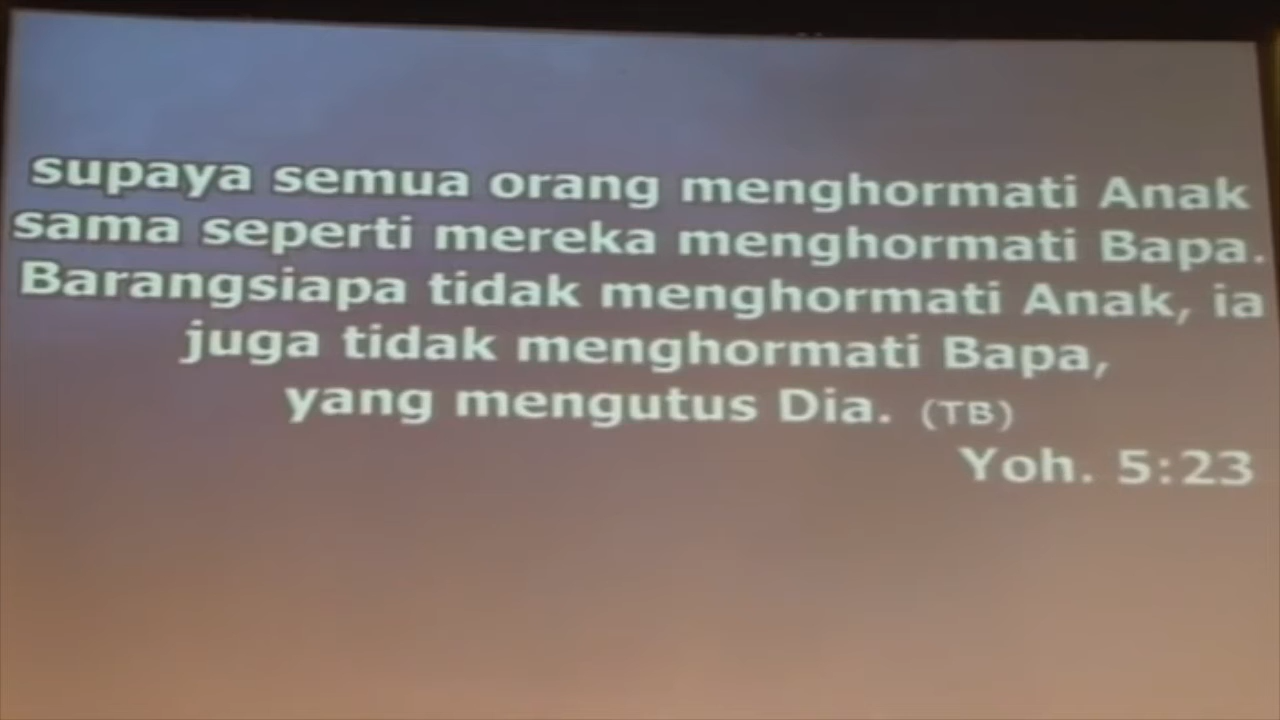 supaya semua orang menghormati Anak
sama seperti mereka menghormati Bapa.
Barangsiapa tidak menghormati Anak, ia
juga tidak menghormati Bapa,
yang mengutus Dia. (TB)
Yoh. 5:23